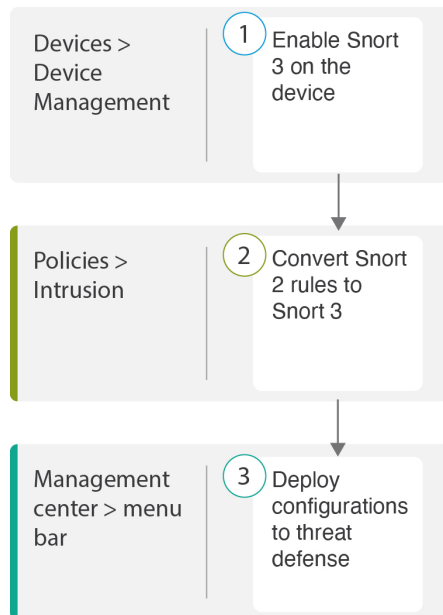 Devices >
Device
Management
1
Enable Snort
3 on the
device
Policies >
Intrusion
2
Convert Snort
2 rules to
Snort 3
Management
center > menu
bar
3
Deploy
configurations
to threat
defense